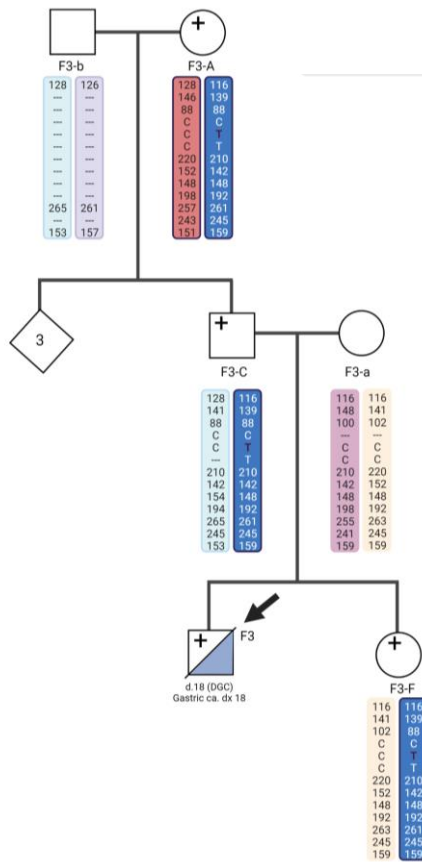 +
F3-b F3-A
128 126 128 116
--- --- 146 139
--- --- 88 88
--- --- C C
--- --- C T
--- --- C T
--- --- 220 210
--- --- 152 142
--- --- 148 148
--- --- 198 192
265 261 257 261
--- --- 243 245
153 157 151 159
3
+
F3-C F3-a
128 116 116 116
141 139 148 141
88 88 100 102
C C --- ---
C T C C
--- T C C
210 210 210 220
142 142 142 152
154 148 148 148
194 192 198 192
265 261 255 263
245 245 241 245
153 159 159 159
+ F3 +
d.18 (DGC)
Gastric ca. dx 18
F3-F
116 116
141 139
102 88
C C
C T
C T
220 210
152 142
148 148
192 192
263 261
245 245
159 159